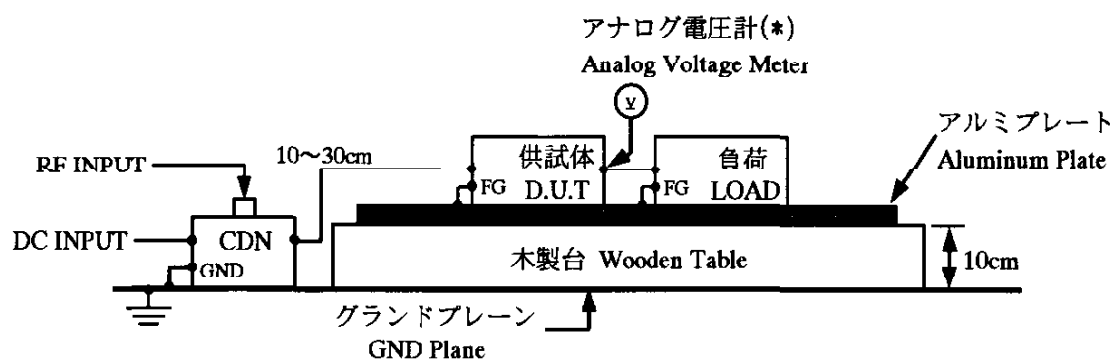 アナログ電圧計(*)
Analog Voltage Meter
V
アルミプレート
Aluminum Plate
RF INPUT
10～30cm
供試体
D.U.T
FG
負荷
LOAD
FG
DC INPUT
CDN
GND
木製台 Wooden Table
10cm
グランドプレーン
GND Plane